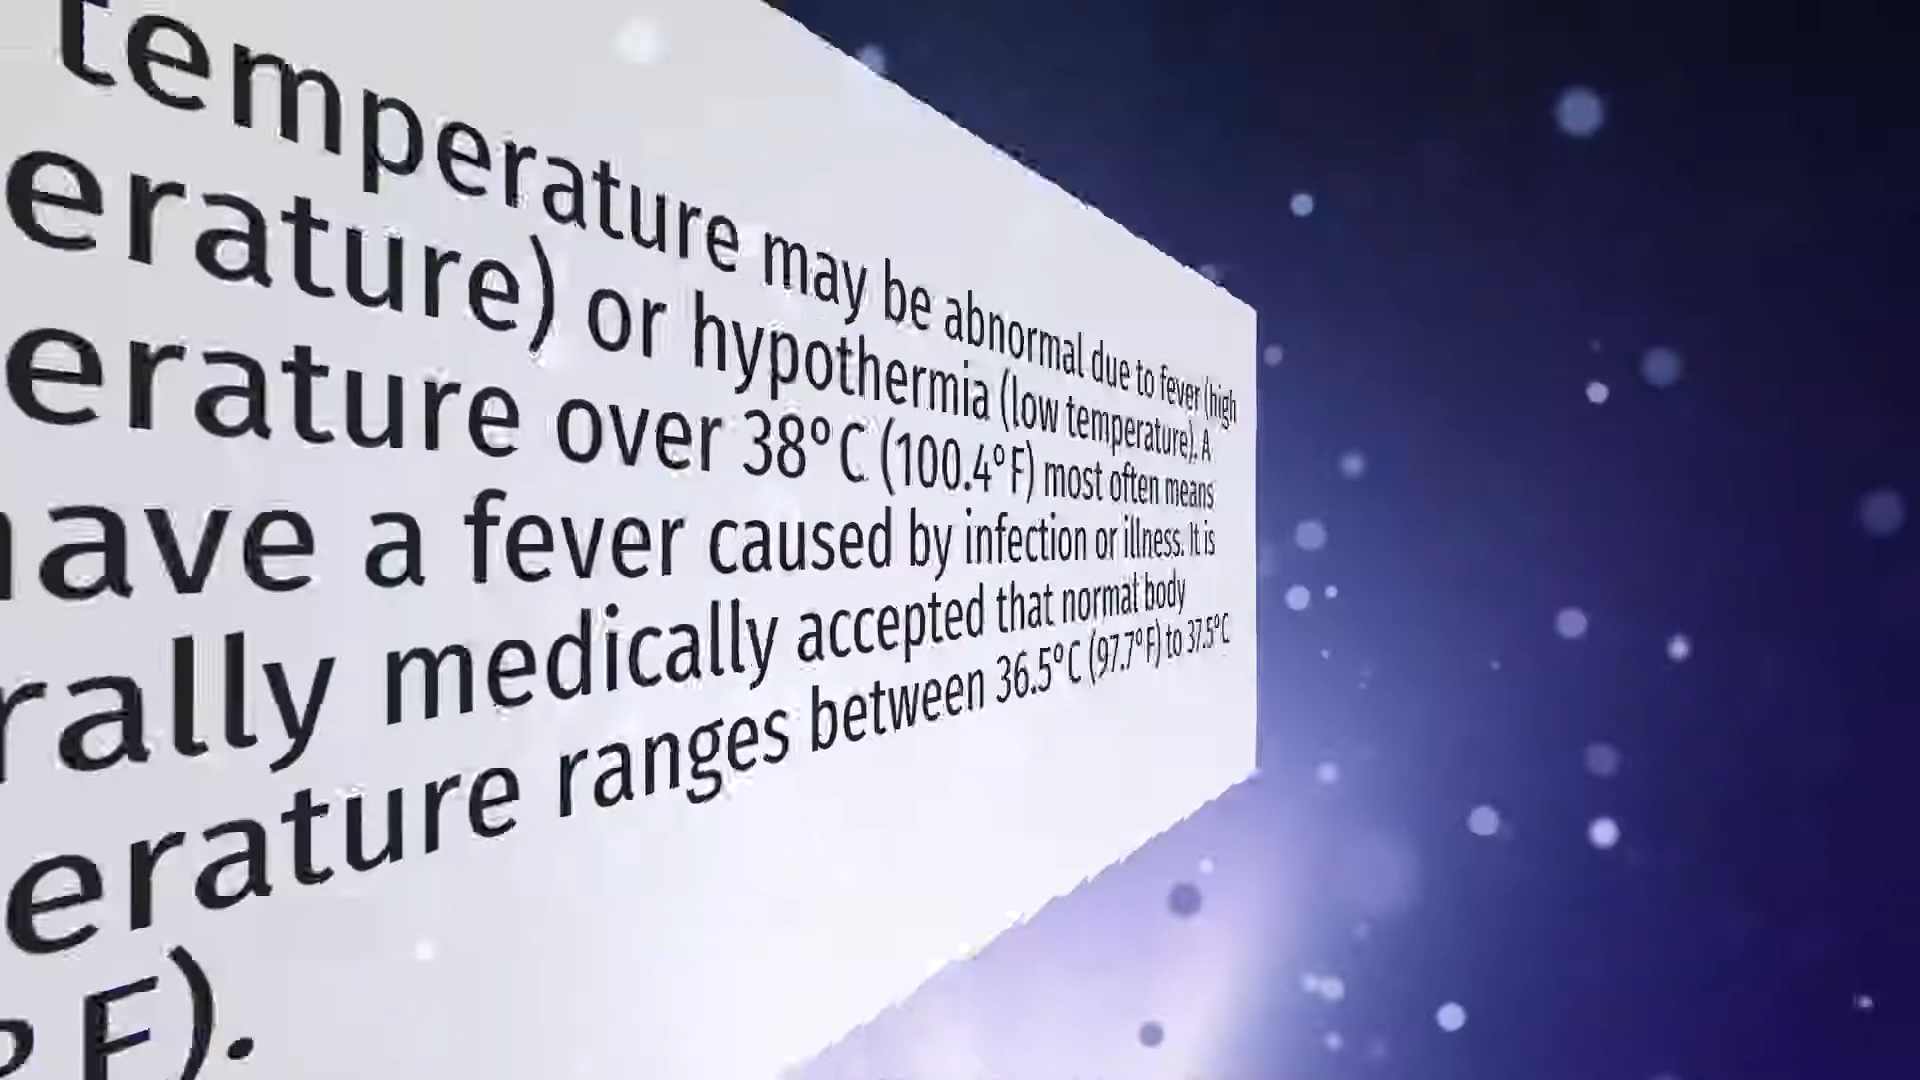 temperature may be abnormal due to fever (high
erature) or hypothermia (low temperature). A
erature over 38°C (100.4°F) most often means
have a fever caused by infection or illness. It is
rally medically accepted that normal body
erature ranges between 36.5°C (97.7°F) to 37.5°C
°F).